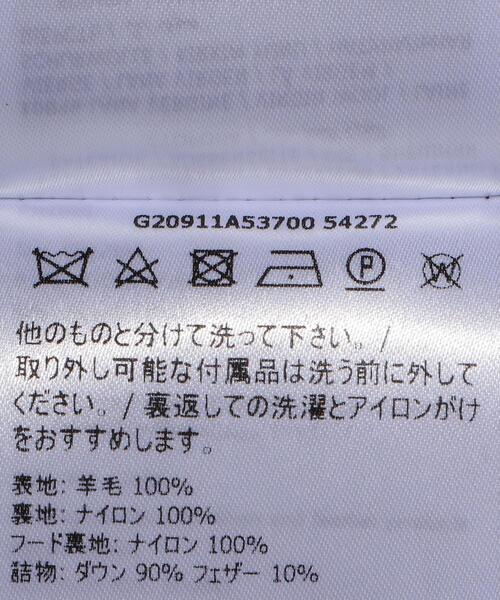 G20911A53700 54272
P
W
他のものと分けて洗って下さい。/
取り外し可能な付属品は洗う前に外して
ください。/ 裏返しての洗濯とアイロンがけ
をおすすめします。
表地: 羊毛 100%
裏地: ナイロン 100%
フード裏地: ナイロン 100%
詰物: ダウン 90% フェザー 10%